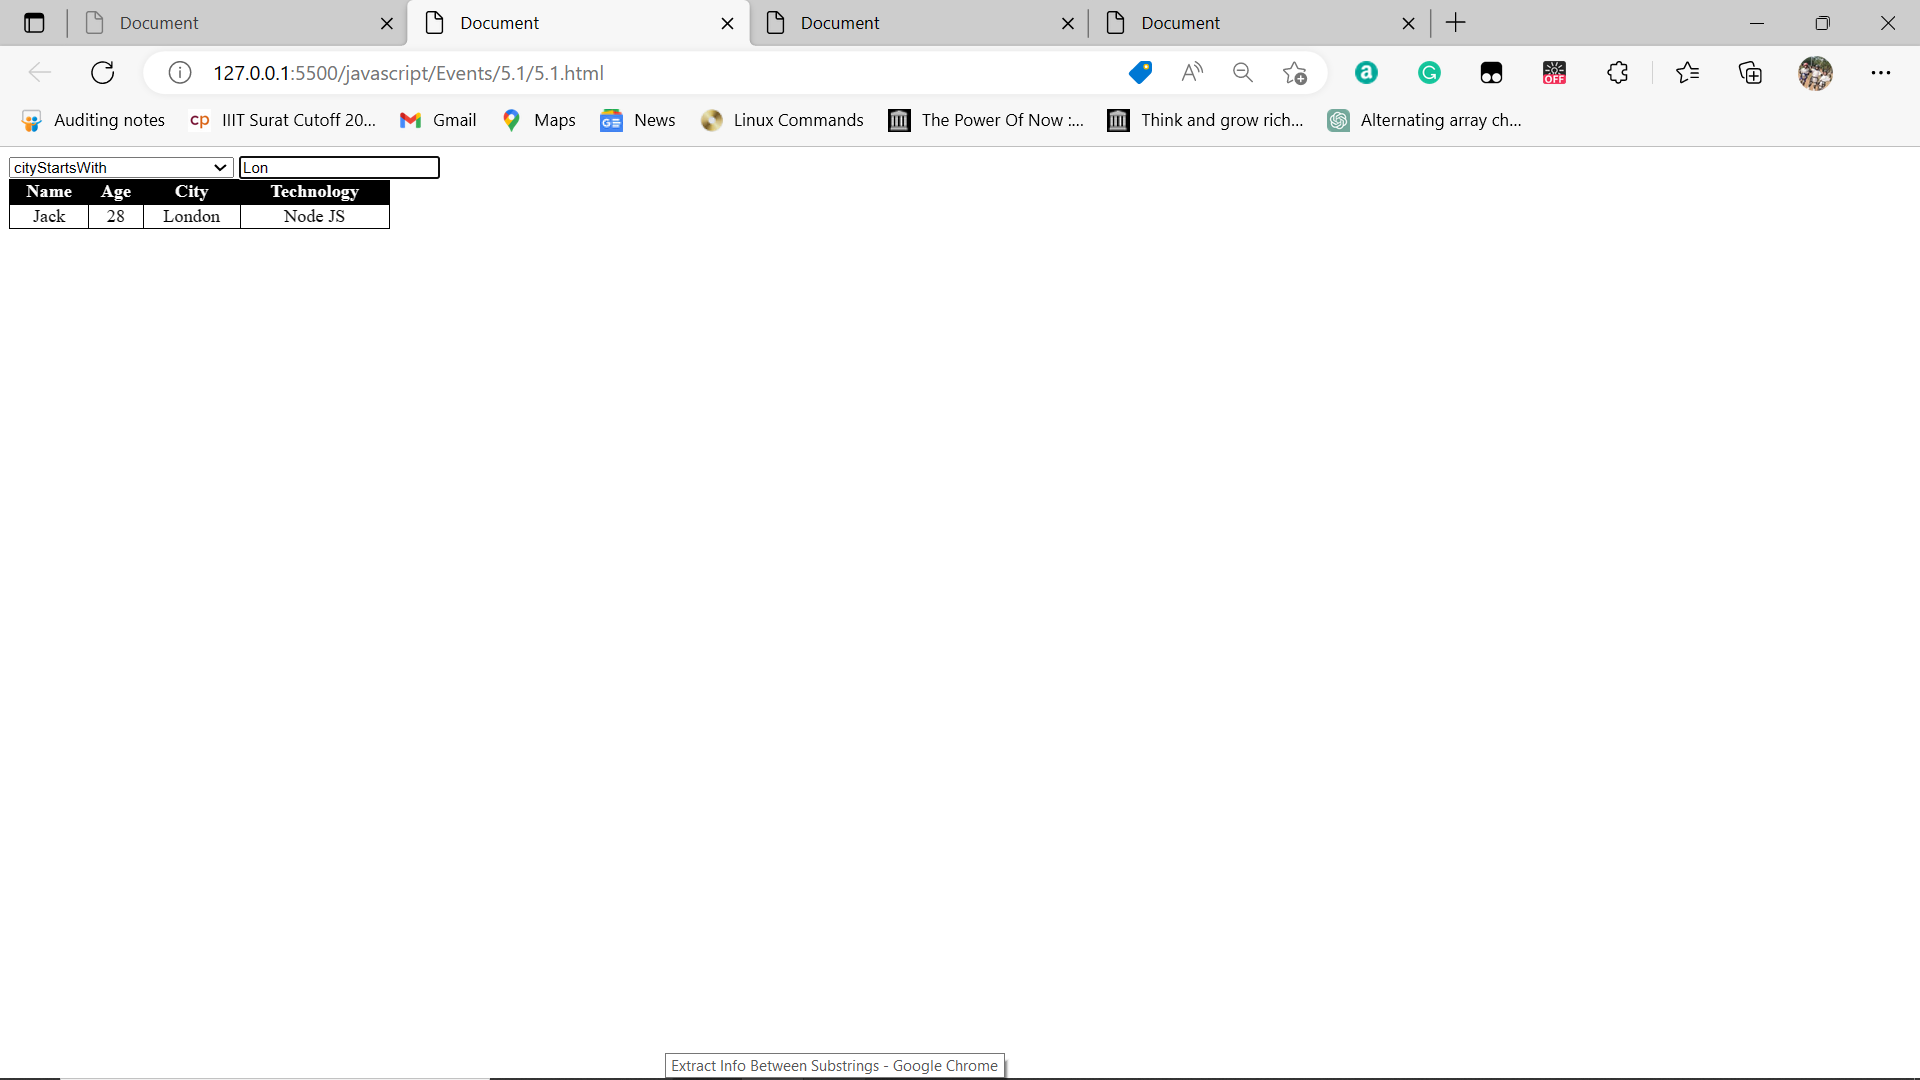 Document
Document
Document
Document
127.0.0.1:5500/javascript/Events/5.1/5.1.html
A
a
G
OFF
Auditing notes
cp IIIT Surat Cutoff 20...
Gmail
Maps
GE News
Linux Commands
The Power Of Now :...
Think and grow rich...
Alternating array ch...
cityStartsWith
Lon
Name Age City Technology
Jack 28 London Node JS
Extract Info Between Substrings - Google Chrome